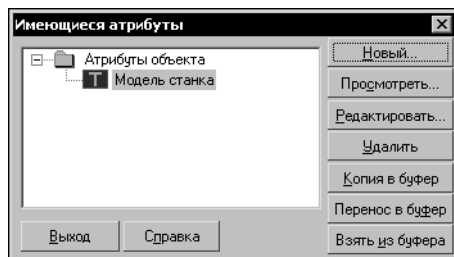 Имеющиеся атрибуты
Атрибуты объекта
T Модель станка
Новый...
Просмотреть...
Редактировать...
Удалить
Копия в буфер
Перенос в буфер
Взять из буфера
Выход
Справка